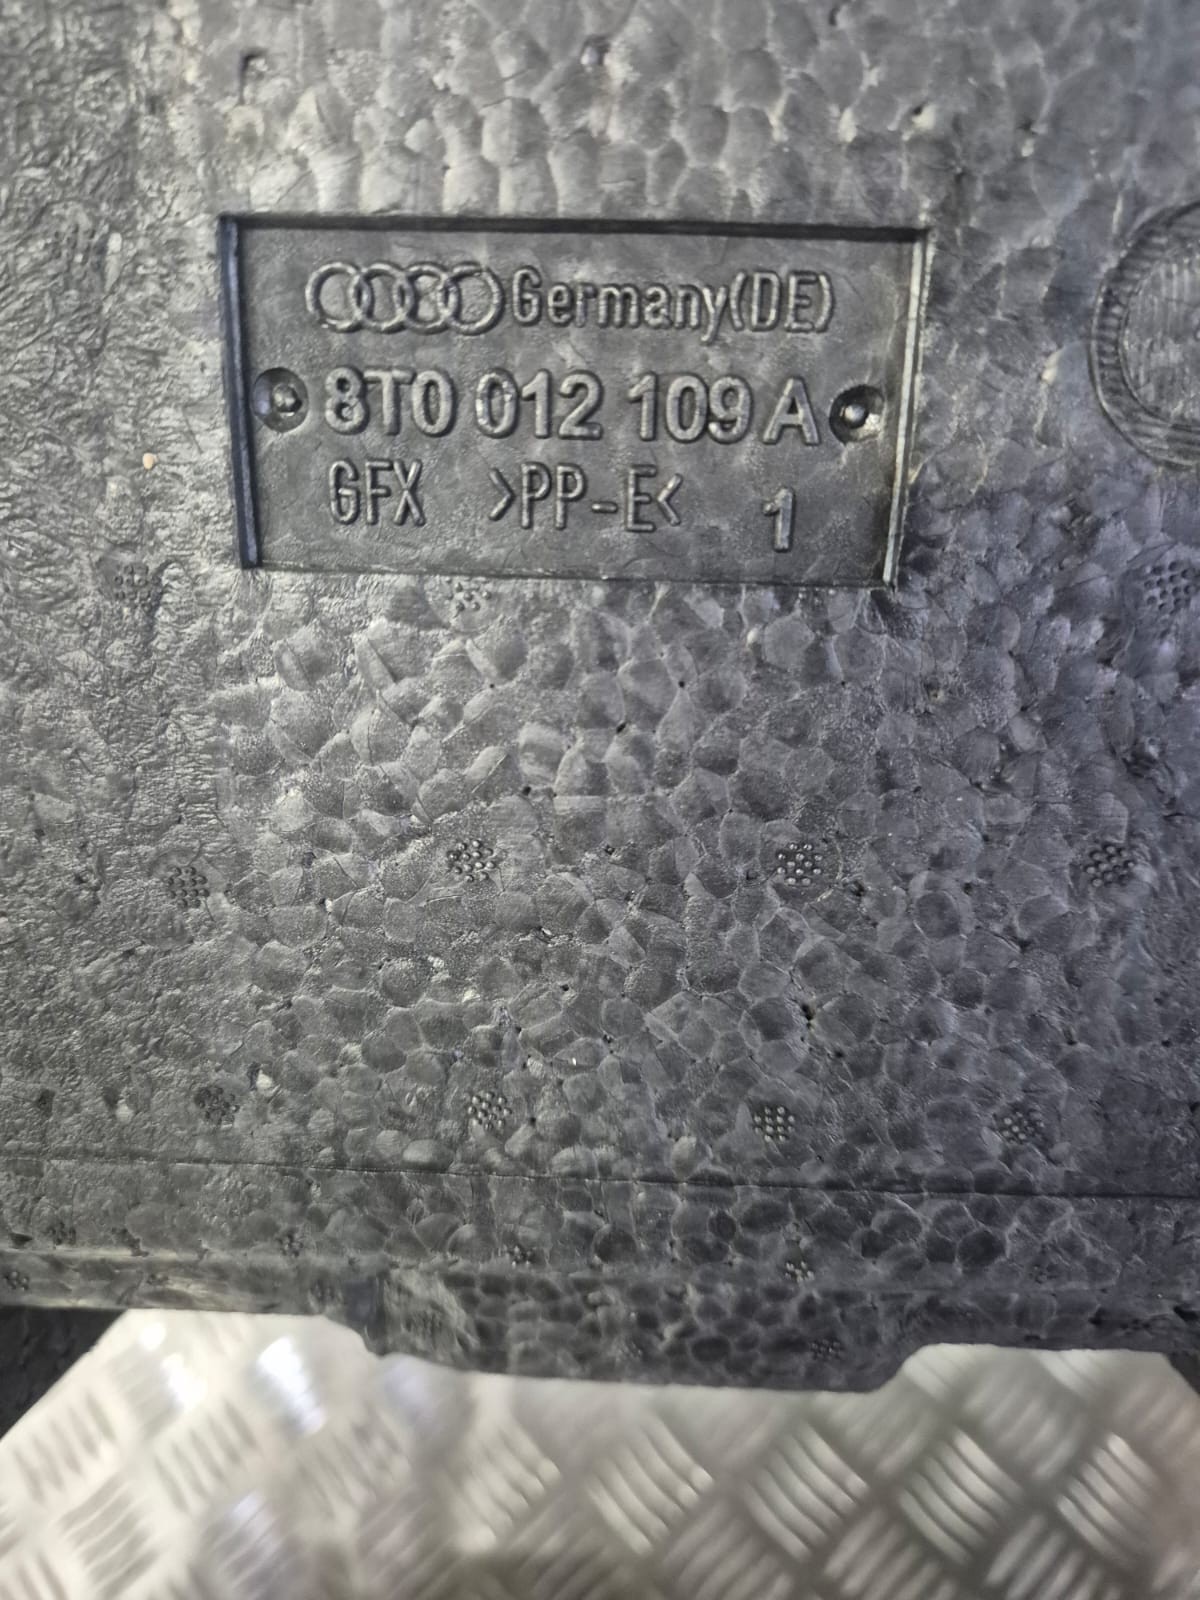 Germany(DE)
8T0 012 109 A
GFX >PP-E< 1